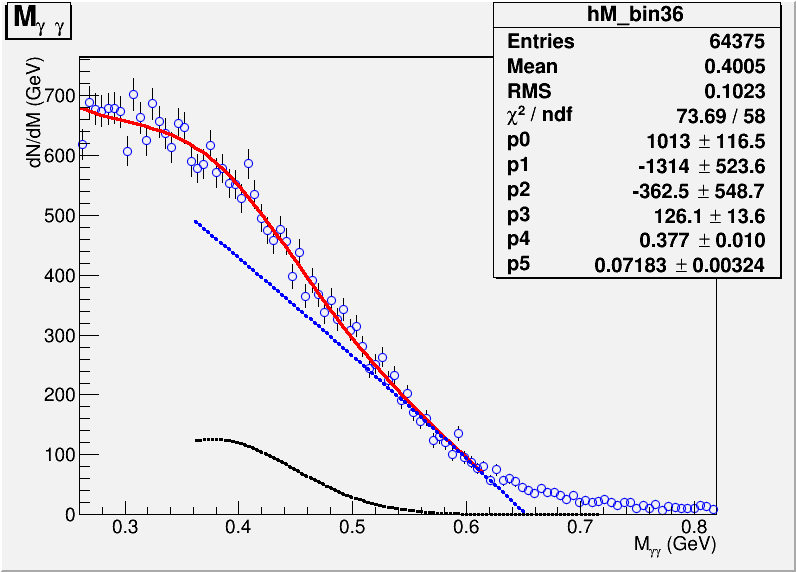 M γ γ
hM_bin36
Entries 64375
Mean 0.4005
RMS 0.1023
χ² / ndf 73.69 / 58
p0 1013 ± 116.5
p1 -1314 ± 523.6
p2 -362.5 ± 548.7
p3 126.1 ± 13.6
p4 0.377 ± 0.010
p5 0.07183 ± 0.00324
dN/dM (GeV)
700
600
500
400
300
200
100
0
0.3 0.4 0.5 0.6 0.7 0.8
M γγ (GeV)